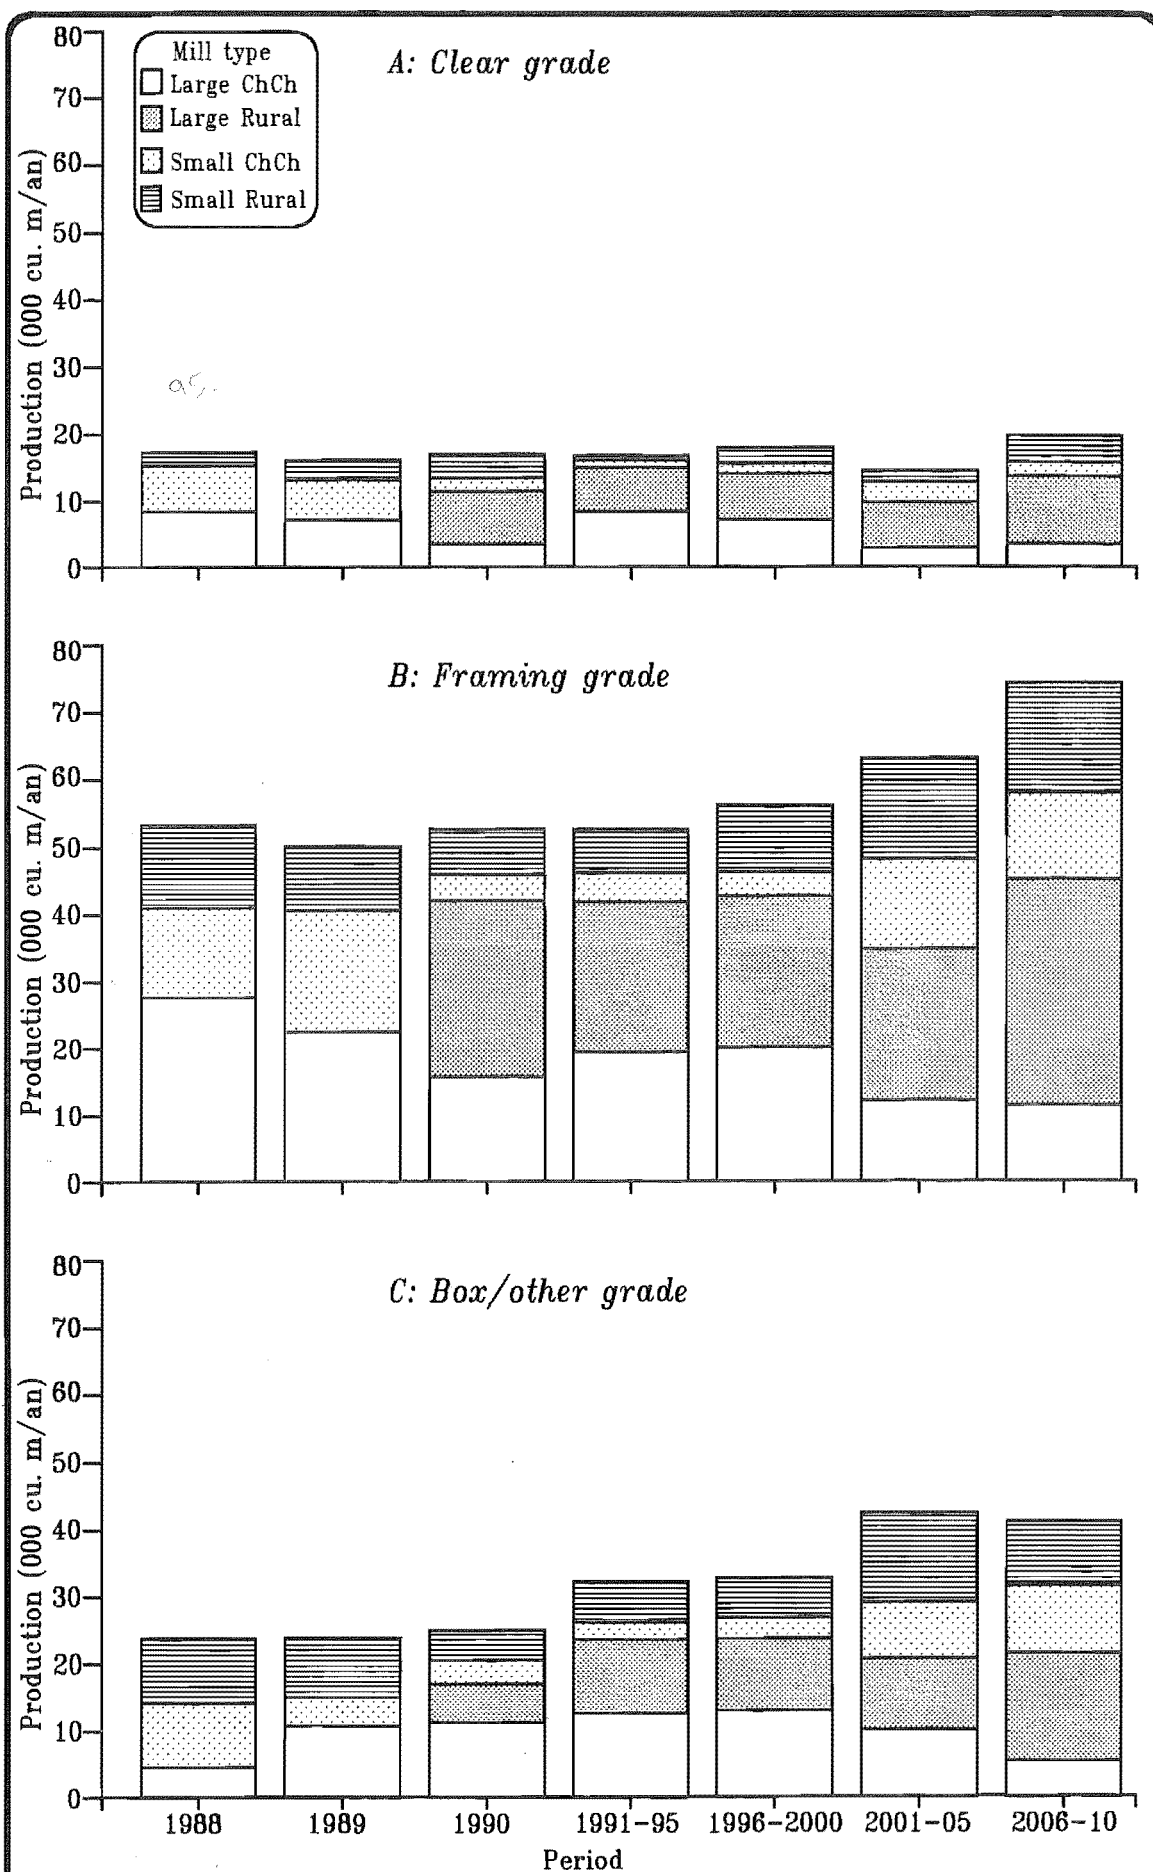 A: Clear grade
Mill type
Large ChCh
Large Rural
Small ChCh
Small Rural
Production (000 cu. m/an)
80
70
60
50
40
30
20
10
0
B: Framing grade
Production (000 cu. m/an)
80
70
60
50
40
30
20
10
0
C: Box/other grade
Production (000 cu. m/an)
80
70
60
50
40
30
20
10
0
1988 1989 1990 1991-95 1996-2000 2001-05 2006-10
Period